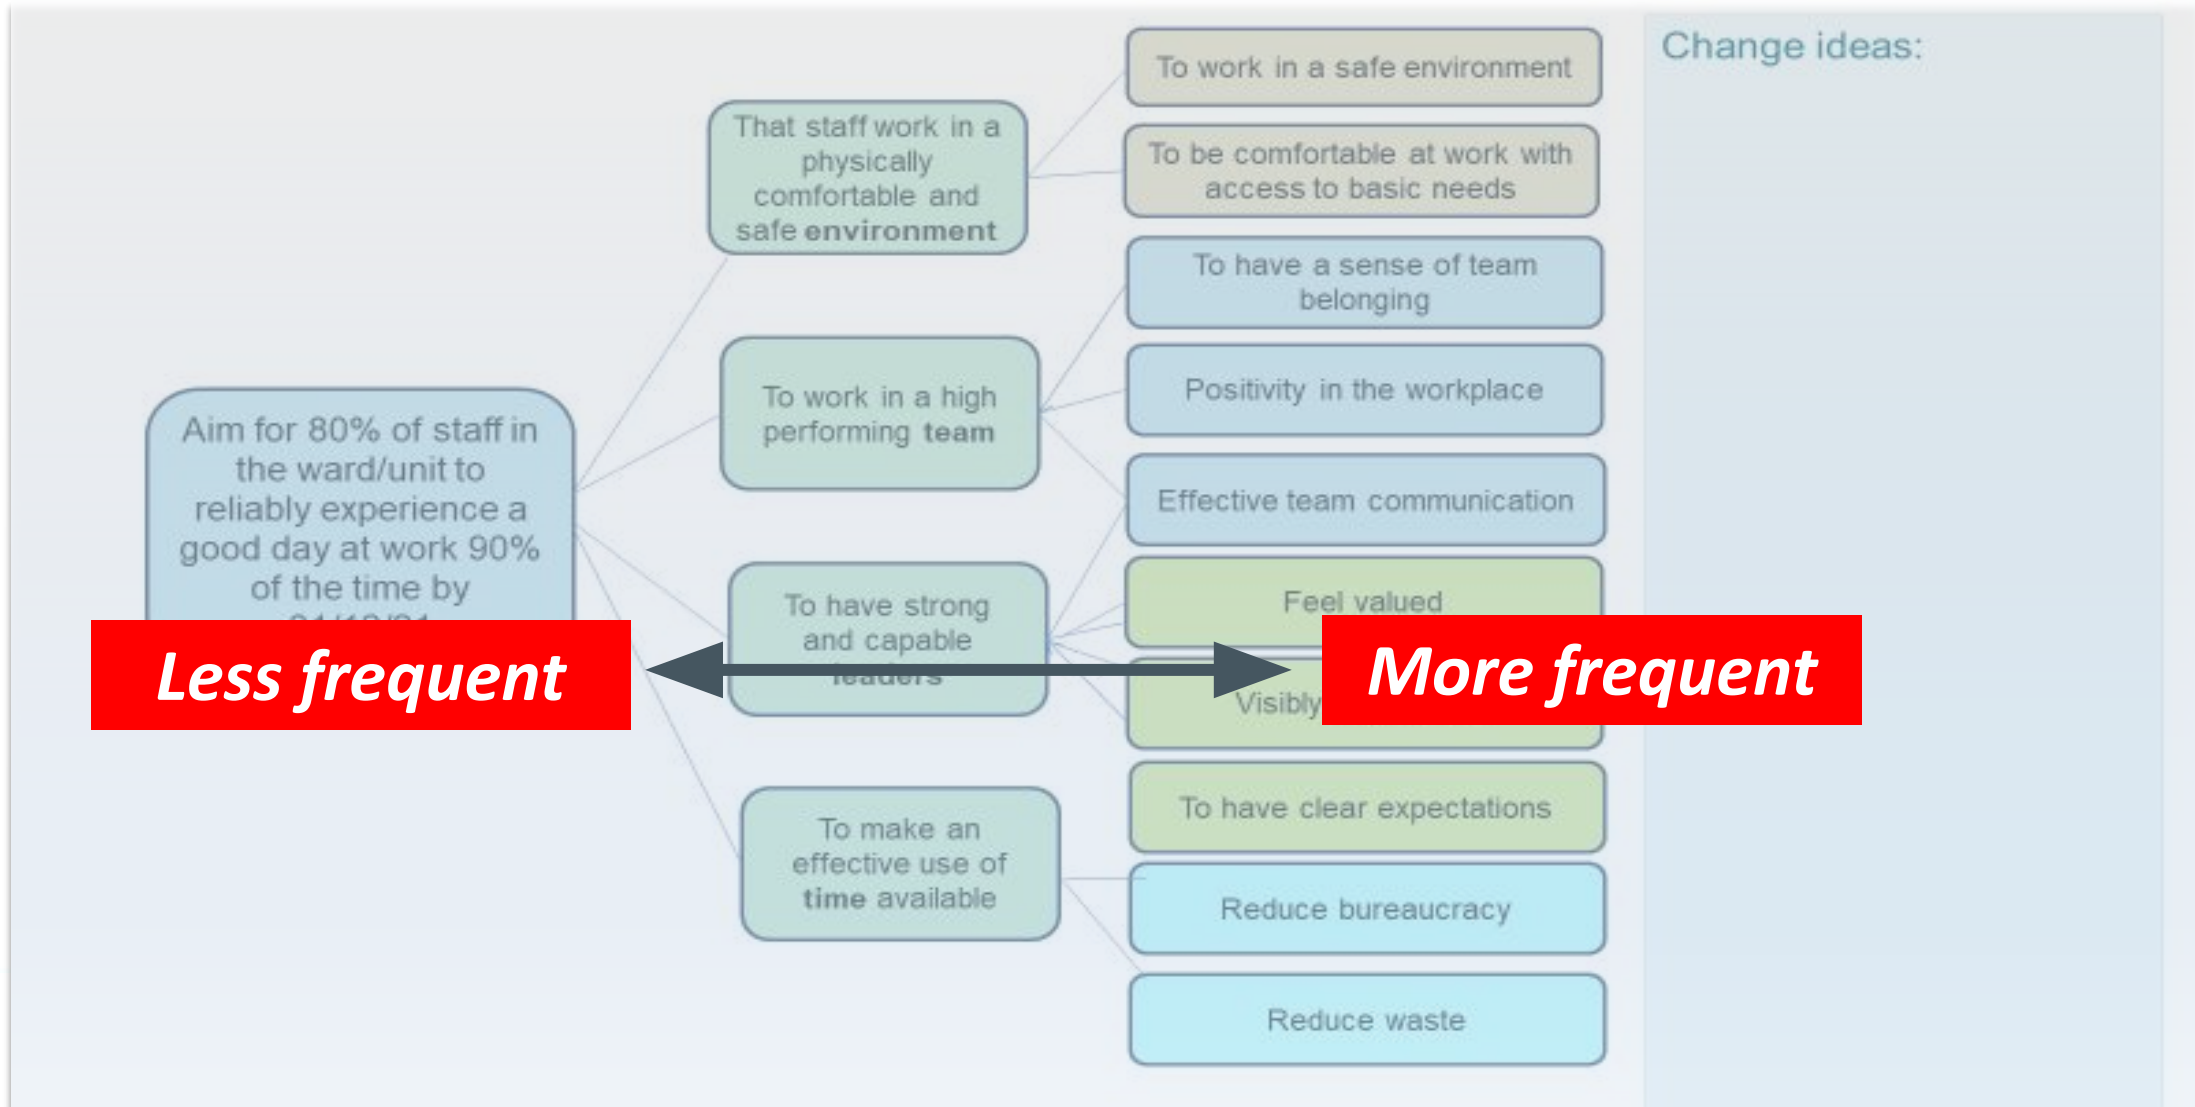 Aim for 80% of staff in
the ward/unit to
reliably experience a
good day at work 90%
of the time by
Less frequent
That staff work in a
physically
comfortable and
safe environment
To work in a high
performing team
To have strong
and capable
leaders
To make an
effective use of
time available
To work in a safe environment
To be comfortable at work with
access to basic needs
To have a sense of team
belonging
Positivity in the workplace
Effective team communication
Feel valued
Visibly
More frequent
To have clear expectations
Reduce bureaucracy
Reduce waste
Change ideas: